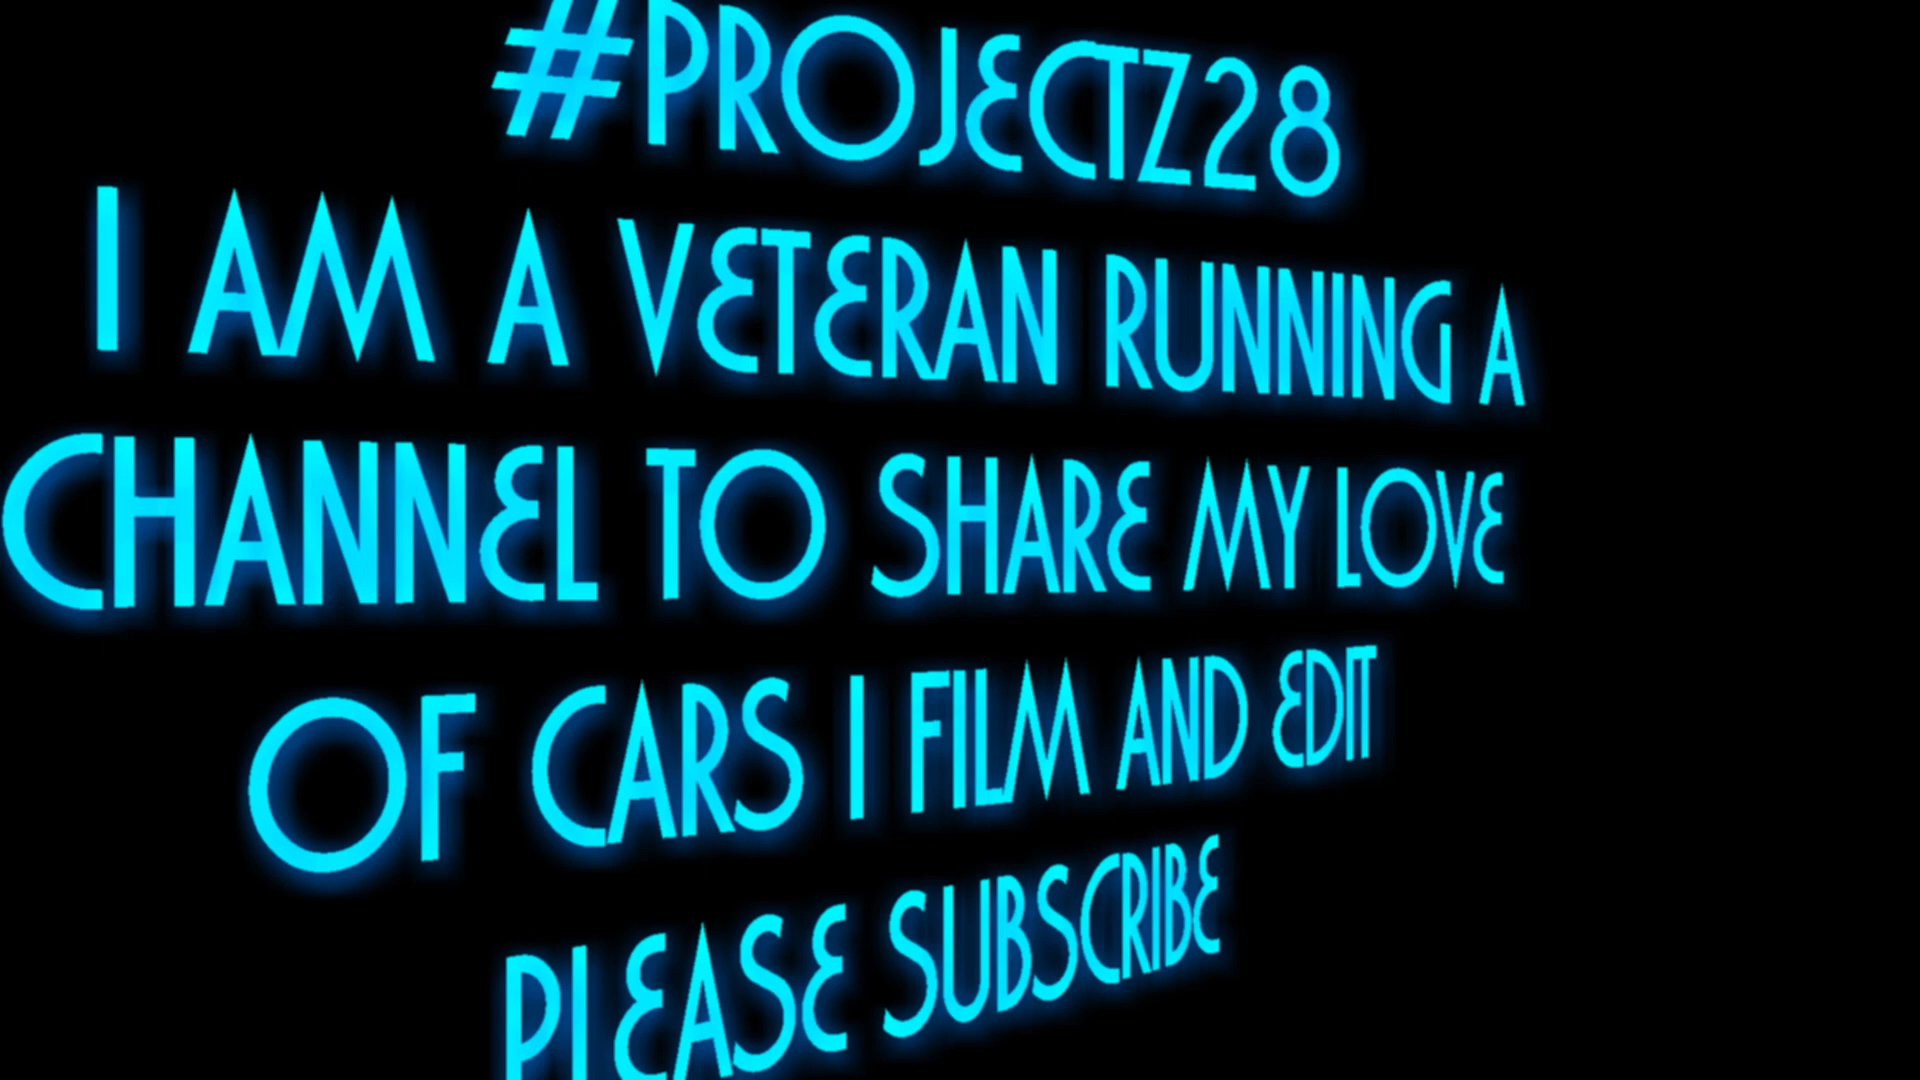 #PROJECTZ28
I AM A VETERAN RUNNING A
CHANNEL TO SHARE MY LOVE
OF CARS I FILM AND EDIT
PLEASE SUBSCRIBE